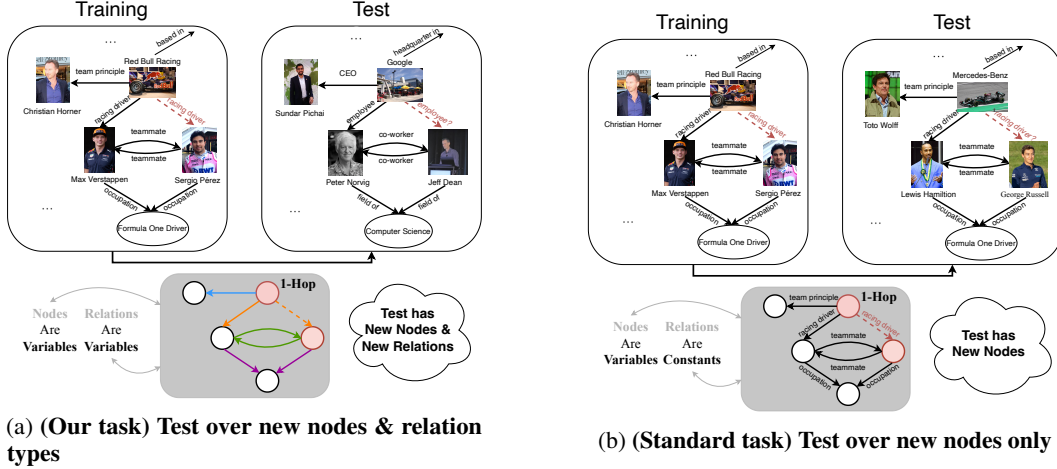 Training
Test
...
based in
Red Bull Racing
team principle
Christian Horner
racing driver
racing driver
teammate
teammate
Max Verstappen
Sergio Pérez
occupation
occupation
...
Formula One Driver
...
headquarter in
Google
CEO
Sundar Pichai
employee
employee?
co-worker
co-worker
Peter Norvig
Jeff Dean
field of
field of
...
Computer Science
Nodes
Are
Variables
Relations
Are
Variables
1-Hop
Test has
New Nodes &
New Relations
(a) (Our task) Test over new nodes & relation
types
Training
Test
...
based in
Red Bull Racing
team principle
Christian Horner
racing driver
racing driver
teammate
teammate
Max Verstappen
Sergio Pérez
occupation
occupation
...
Formula One Driver
...
based in
Mercedes-Benz
team principle
Toto Wolff
racing driver
racing driver?
teammate
teammate
Lewis Hamilton
George Russell
occupation
occupation
...
Formula One Driver
Nodes
Are
Variables
Relations
Are
Constants
1-Hop
team principle
racing driver
racing driver
teammate
teammate
occupation
occupation
Test has
New Nodes
(b) (Standard task) Test over new nodes only